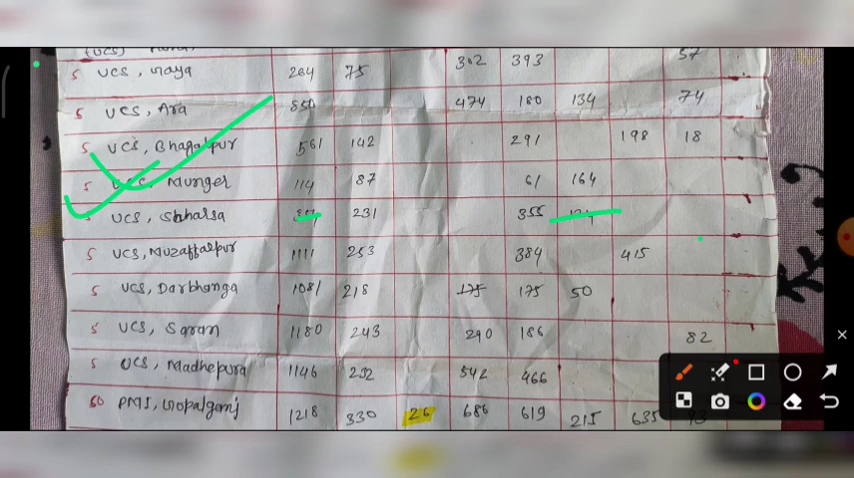 (UCS)
5 UCS, Gaya 284 75 302 393 57
5 UCS, Ara 850 474 180 134 74
5 UCS, Bhagalpur 561 142 291 198 18
5 UCS, Munger 114 87 61 164
5 UCS, Saharsa 231 355
5 UCS, Muzaffarpur 1111 253 384 415
5 UCS, Darbhanga 1081 218 175 175 50
5 UCS, Saran 1180 243 290 186 82
5 UCS, Madhepura 1146 232 542 466
50 PMI, Gopalganj 1218 330 26 686 619 215 635